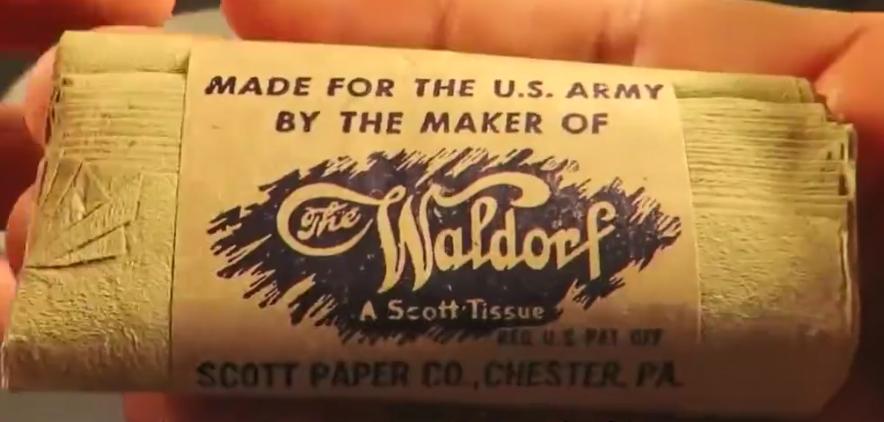 MADE FOR THE U.S. ARMY
BY THE MAKER OF
The Waldorf
A Scott Tissue
REG U.S PAT OFF
SCOTT PAPER CO., CHESTER, PA.